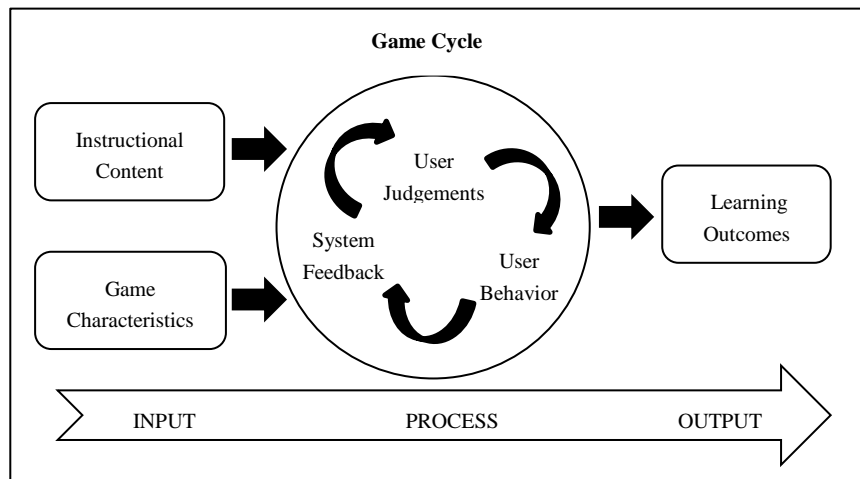 Game Cycle
Instructional
Content
Game
Characteristics
User
Judgements
System
Feedback
User
Behavior
Learning
Outcomes
INPUT
PROCESS
OUTPUT